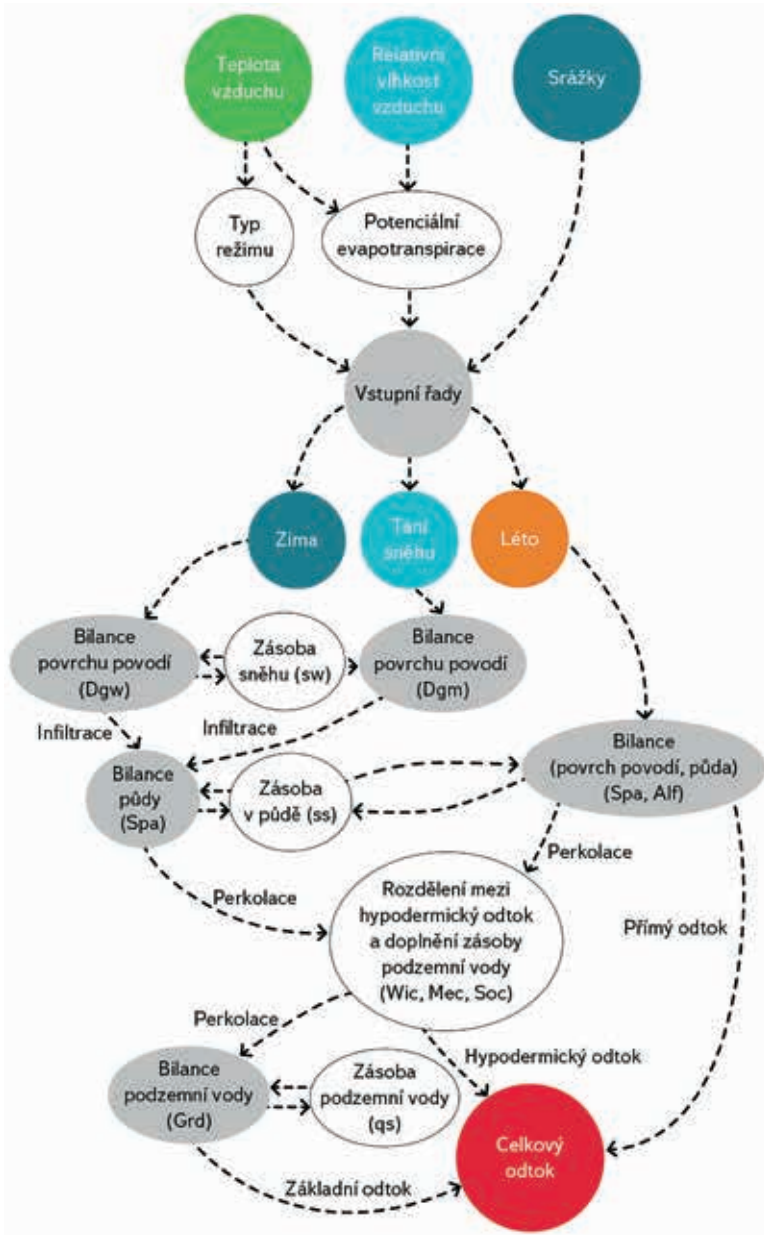 Teplota
vzduchu
Relativní
vlhkost
vzduchu
Srážky
Typ
režimu
Potenciální
evapotranspirace
Vstupní řady
Zima
Tání
sněhu
Léto
Bilance
povrchu povodí
(Dgw)
Zásoba
sněhu (sw)
Bilance
povrchu povodí
(Dgm)
Infiltrace
Infiltrace
Bilance
půdy
(Spa)
Zásoba
v půdě (ss)
Bilance
(povrch povodí, půda)
(Spa, Alf)
Perkolace
Perkolace
Rozdělení mezi
hypodermický odtok
a doplnění zásoby
podzemní vody
(Wic, Mec, Soc)
Přímý odtok
Perkolace
Hypodermický odtok
Bilance
podzemní vody
(Grd)
Zásoba
podzemní vody
(qs)
Celkový
odtok
Základní odtok